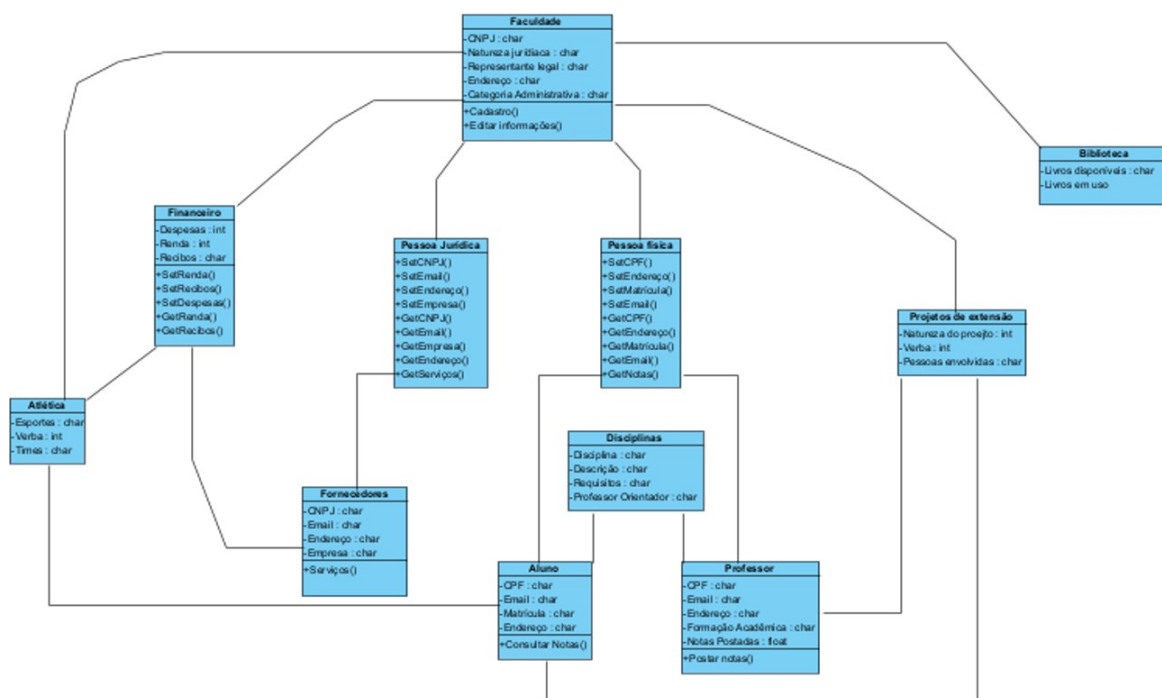 Faculdade
-CNPJ : char
-Natureza jurídiaca : char
-Representante legal : char
-Endereço : char
-Categoria Administrativa : char
+Cadastro()
+Editar informações()
Biblioteca
-Livros disponíveis : char
-Livros em uso
Financeiro
-Despesas : int
-Renda : int
-Recibos : char
+SetRenda()
+SetRecibos()
+SetDespesas()
+GetRenda()
+GetRecibos()
Pessoa Jurídica
+SetCNPJ()
+SetEmail()
+SetEndereço()
+SetEmpresa()
+GetCNPJ()
+GetEmail()
+GetEmpresa()
+GetEndereço()
+GetServiços()
Pessoa física
+SetCPF()
+SetEndereço()
+SetMatrícula()
+SetEmail()
+GetCPF()
+GetEndereço()
+GetMatrícula()
+GetEmail()
+GetNotas()
Projetos de extensão
-Natureza do proejto : int
-Verba : int
-Pessoas envolvidas : char
Atlética
-Esportes : char
-Verba : int
-Times : char
Disciplinas
-Disciplina : char
-Descrição : char
-Requisitos : char
-Professor Orientador : char
Fornecedores
-CNPJ : char
-Email : char
-Endereço : char
-Empresa : char
+Serviços()
Aluno
-CPF : char
-Email : char
-Matrícula : char
-Endereço : char
+Consultar Notas()
Professor
-CPF : char
-Email : char
-Endereço : char
-Formação Acadêmica : char
-Notas Postadas : float
+Postar notas()